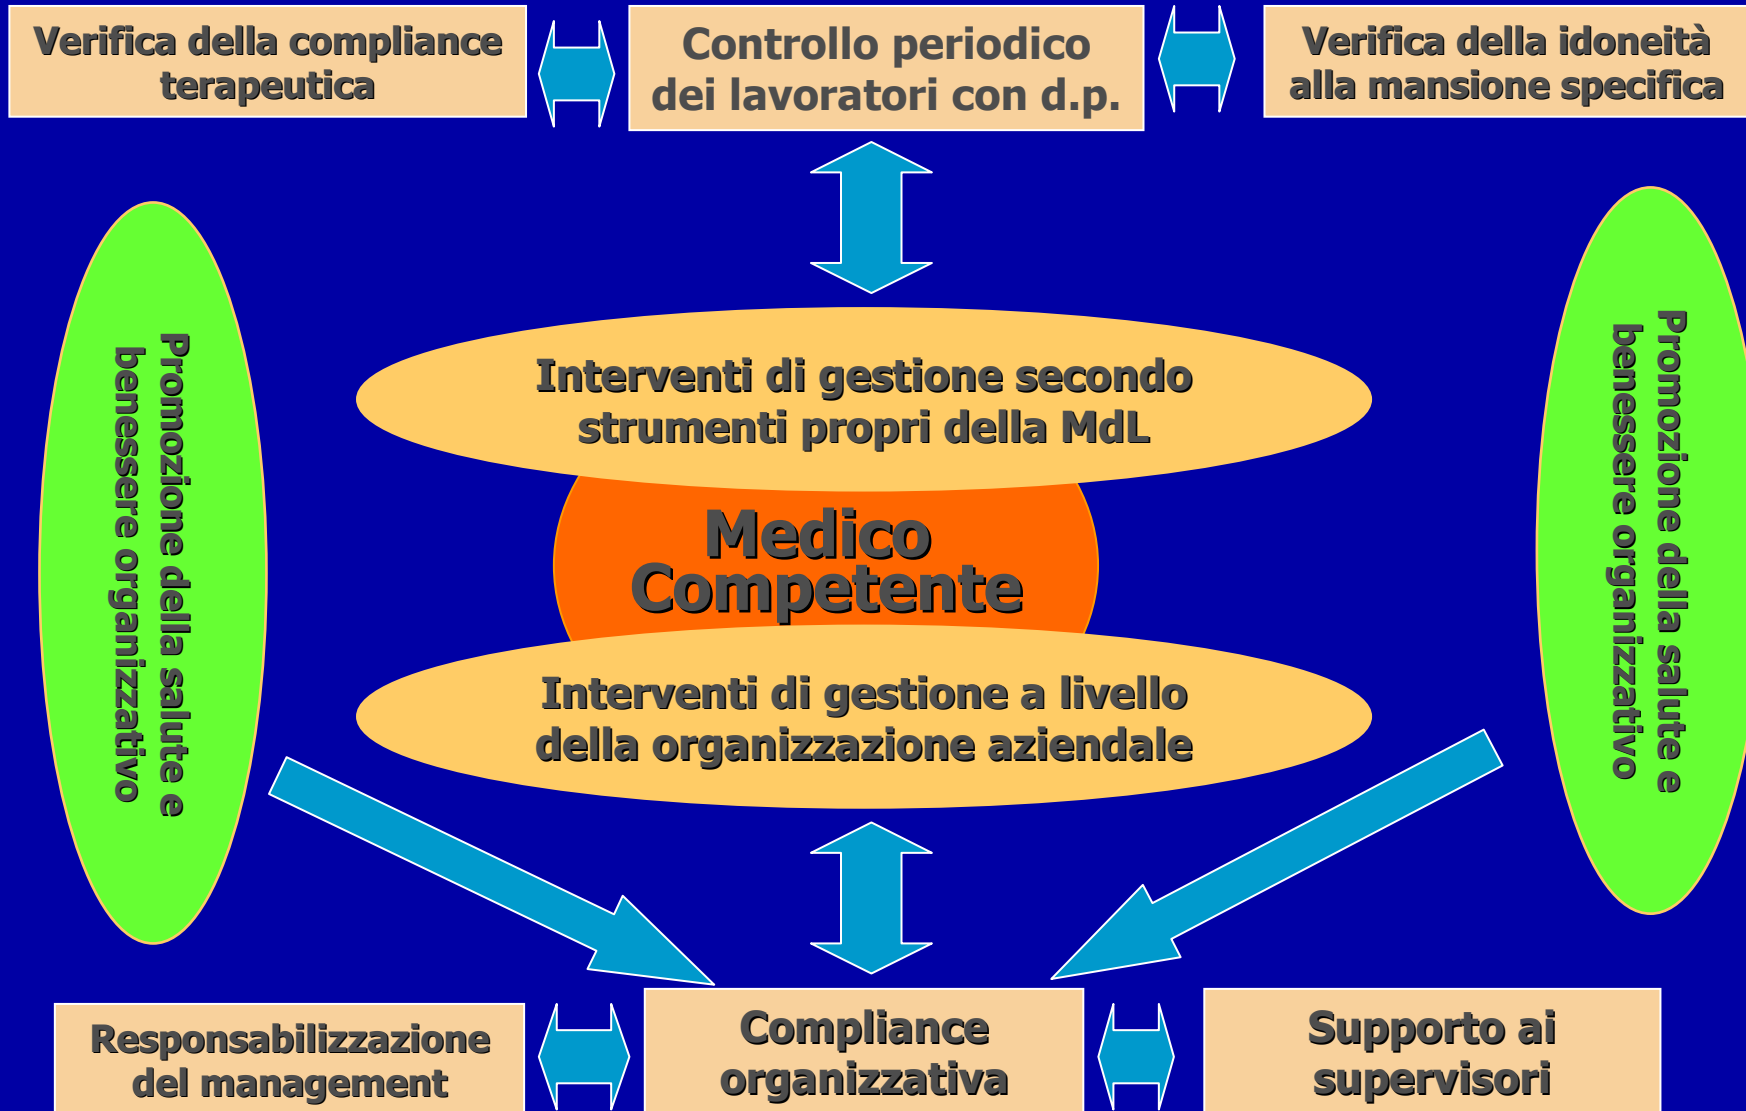 Verifica della compliance
terapeutica
Controllo periodico
dei lavoratori con d.p.
Verifica della idoneità
alla mansione specifica
Promozione della salute e
benessere organizzativo
Interventi di gestione secondo
strumenti propri della MdL
Medico
Competente
Interventi di gestione a livello
della organizzazione aziendale
Promozione della salute e
benessere organizzativo
Responsabilizzazione
del management
Compliance
organizzativa
Supporto ai
supervisori